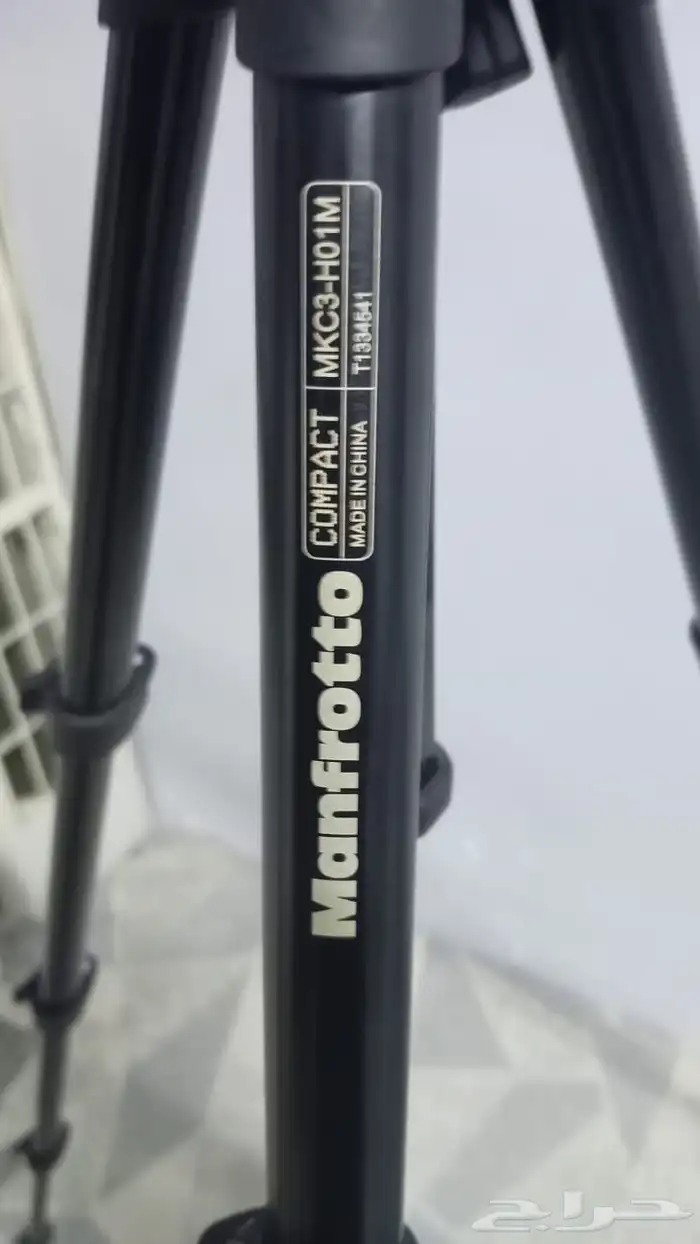 Manfrotto
COMPACT MKC3-H01M
MADE IN CHINA T1334541
حراج